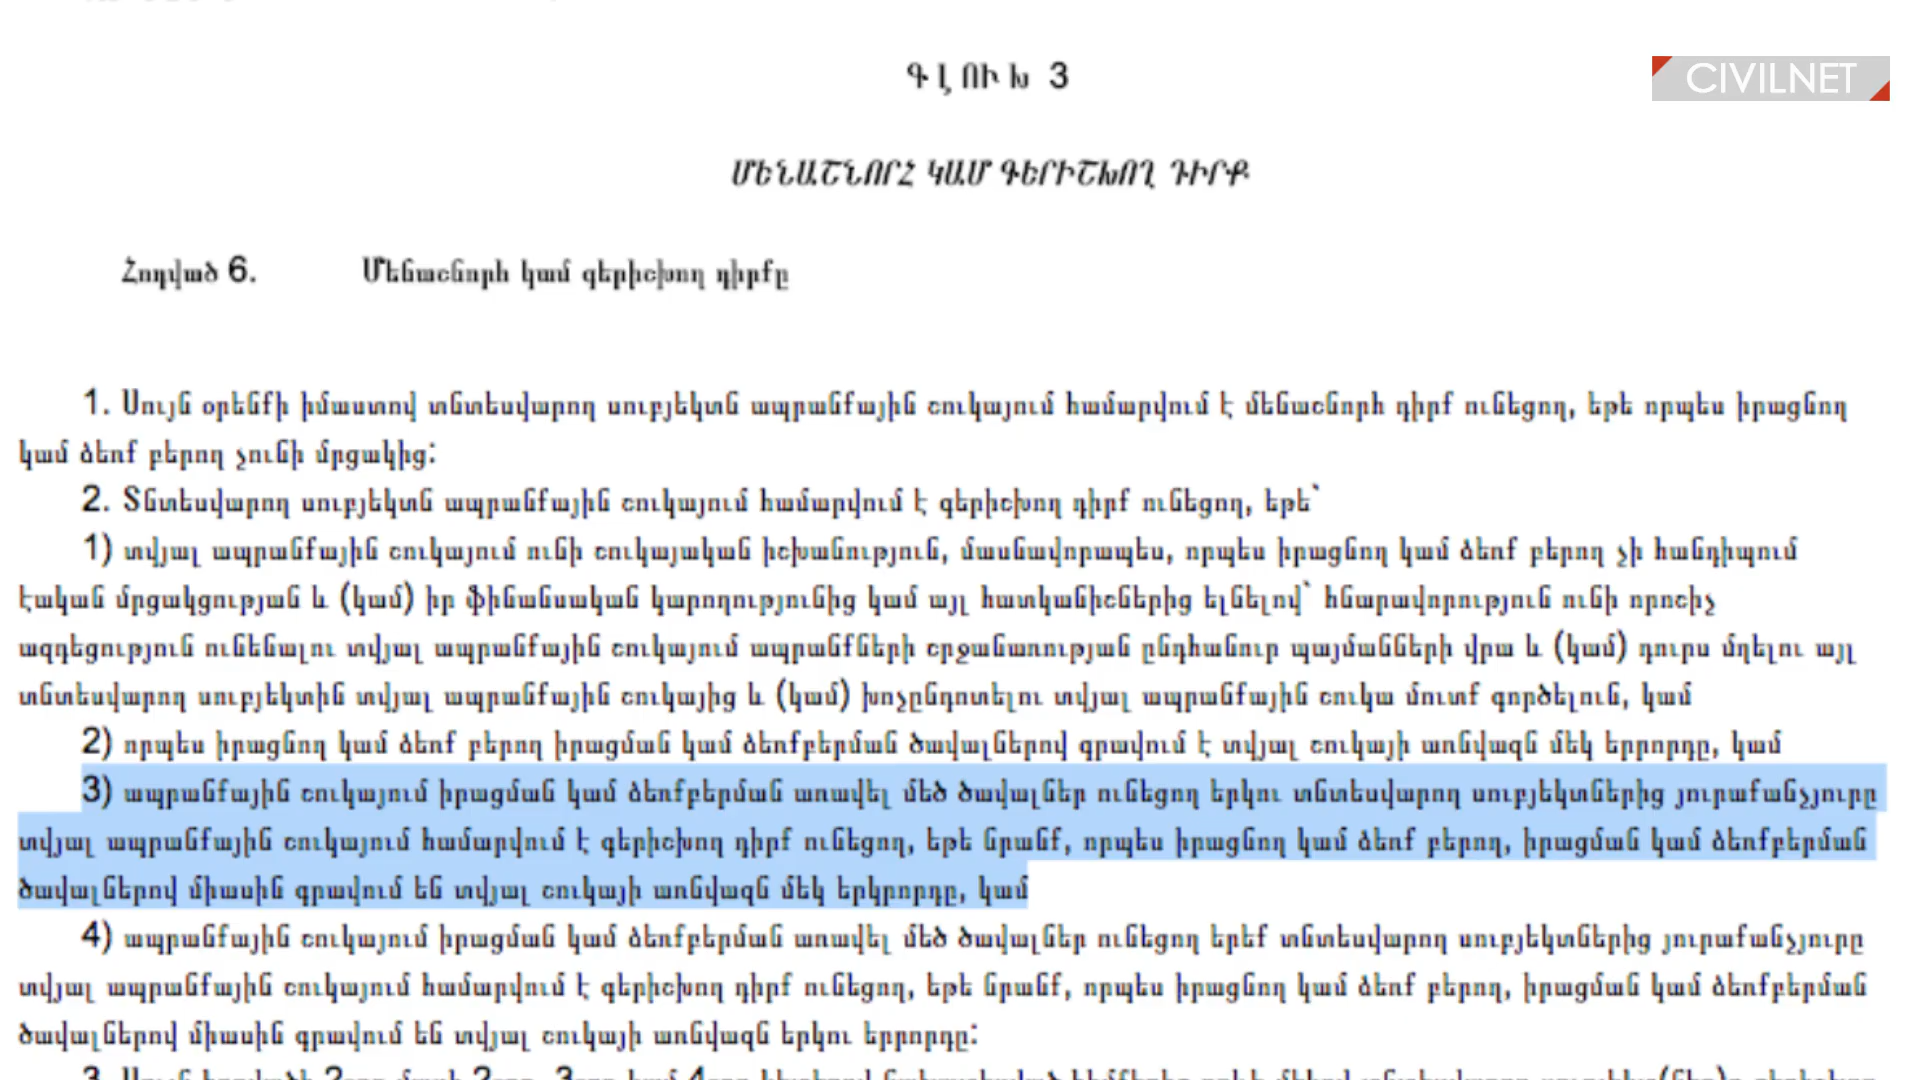 CIVILNET
ԳԼՈՒԽ 3
ՄԵՆԱՇՆՈՐՀ ԿԱՄ ԳԵՐԻՇԽՈՂ ԴԻՐՔ
Հոդված 6. Մենաշնորհ կամ գերիշխող դիրքը
1. Սույն օրենքի իմաստով տնտեսվարող սուբյեկտն ապրանքային շուկայում համարվում է մենաշնորհ դիրք ունեցող, եթե որպես իրացնող
կամ ձեռք բերող չունի մրցակից:
2. Տնտեսվարող սուբյեկտն ապրանքային շուկայում համարվում է գերիշխող դիրք ունեցող, եթե՝
1) տվյալ ապրանքային շուկայում ունի շուկայական իշխանություն, մասնավորապես, որպես իրացնող կամ ձեռք բերող չի հանդիպում
էական մրցակցության և (կամ) իր ֆինանսական կարողությունից կամ այլ հատկանիշներից ելնելով՝ հնարավորություն ունի որոշիչ
ազդեցություն ունենալու տվյալ ապրանքային շուկայում ապրանքների շրջանառության ընդհանուր պայմանների վրա և (կամ) դուրս մղելու այլ
տնտեսվարող սուբյեկտին տվյալ ապրանքային շուկայից և (կամ) խոչընդոտելու տվյալ ապրանքային շուկա մուտք գործելուն, կամ
2) որպես իրացնող կամ ձեռք բերող իրացման կամ ձեռքբերման ծավալներով գրավում է տվյալ շուկայի առնվազն մեկ երրորդը, կամ
3) ապրանքային շուկայում իրացման կամ ձեռքբերման առավել մեծ ծավալներ ունեցող երկու տնտեսվարող սուբյեկտներից յուրաքանչյուրը
տվյալ ապրանքային շուկայում համարվում է գերիշխող դիրք ունեցող, եթե նրանք, որպես իրացնող կամ ձեռք բերող, իրացման կամ ձեռքբերման
ծավալներով միասին գրավում են տվյալ շուկայի առնվազն մեկ երկրորդը, կամ
4) ապրանքային շուկայում իրացման կամ ձեռքբերման առավել մեծ ծավալներ ունեցող երեք տնտեսվարող սուբյեկտներից յուրաքանչյուրը
տվյալ ապրանքային շուկայում համարվում է գերիշխող դիրք ունեցող, եթե նրանք, որպես իրացնող կամ ձեռք բերող, իրացման կամ ձեռքբերման
ծավալներով միասին գրավում են տվյալ շուկայի առնվազն երկու երրորդը: